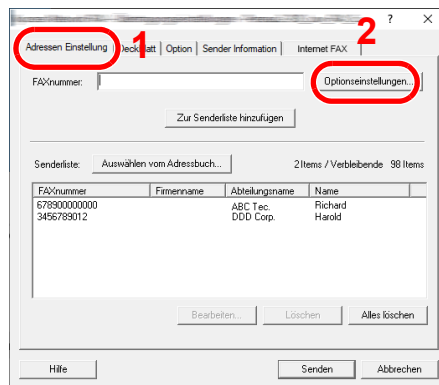 ? X
Adressen Einstellung Deckblatt Option Sender Information Internet FAX
1 2
FAXnummer: Optionseinstellungen...
Zur Senderliste hinzufügen
Senderliste: Auswählen vom Adressbuch... 2Items / Verbleibende 98 Items
FAXnummer Firmenname Abteilungsname Name
678900000000 ABC Tec. Richard
3456789012 DDD Corp. Harold
Bearbeiten... Löschen Alles löschen
Hilfe Senden Abbrechen